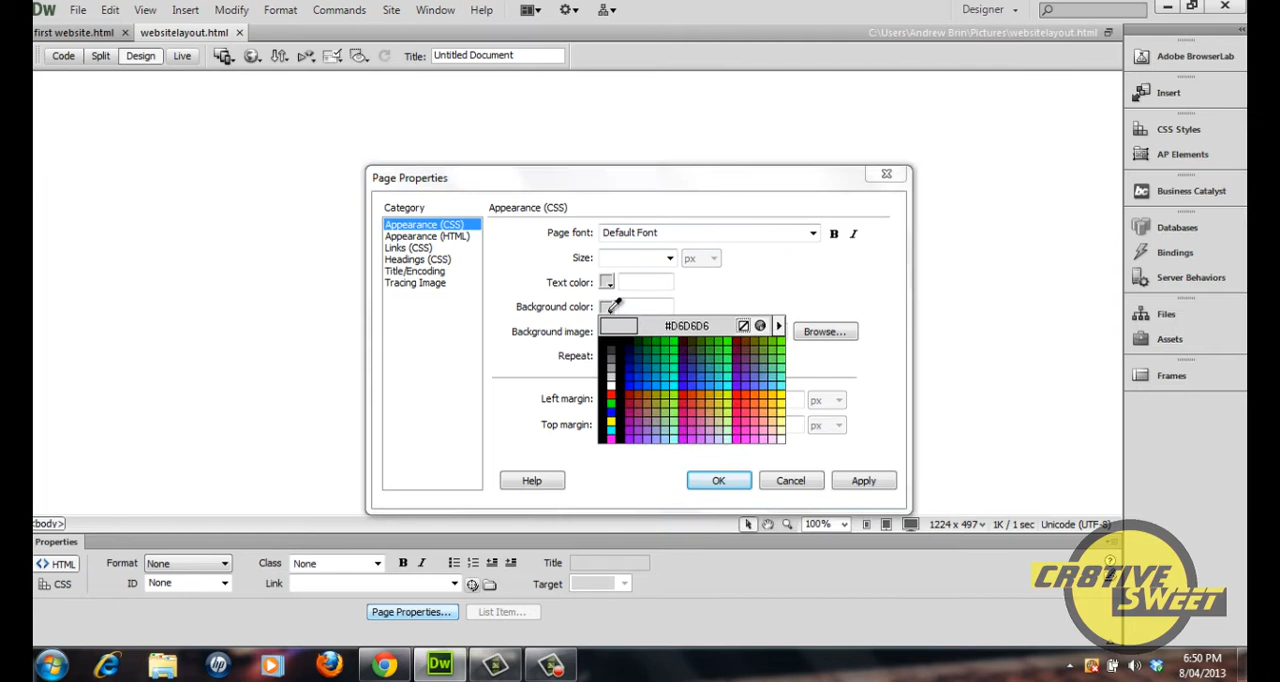 Dw File Edit View Insert Modify Format Commands Site Window Help Designer
first website.html × websitelayout.html × C:\Users\Andrew Brin\Pictures\websitelayout.html
Code Split Design Live Title: Untitled Document
Adobe BrowserLab
Insert
CSS Styles
AP Elements
Business Catalyst
Databases
Bindings
Server Behaviors
Files
Assets
Frames
Page Properties
Category Appearance (CSS)
Appearance (CSS)
Appearance (HTML)
Links (CSS)
Headings (CSS)
Title/Encoding
Tracing Image
Page font: Default Font B I
Size: px
Text color:
Background color:
#D6D6D6
Background image: Browse...
Repeat:
Left margin: px
Top margin: px
Help OK Cancel Apply
<body> 100% 1224 x 497 1K / 1 sec Unicode (UTF-8)
Properties
<> HTML Format None Class None B I Title
CSS ID None Link Target
Page Properties... List Item...
CR8TIVE
SWEET
6:50 PM
8/04/2013